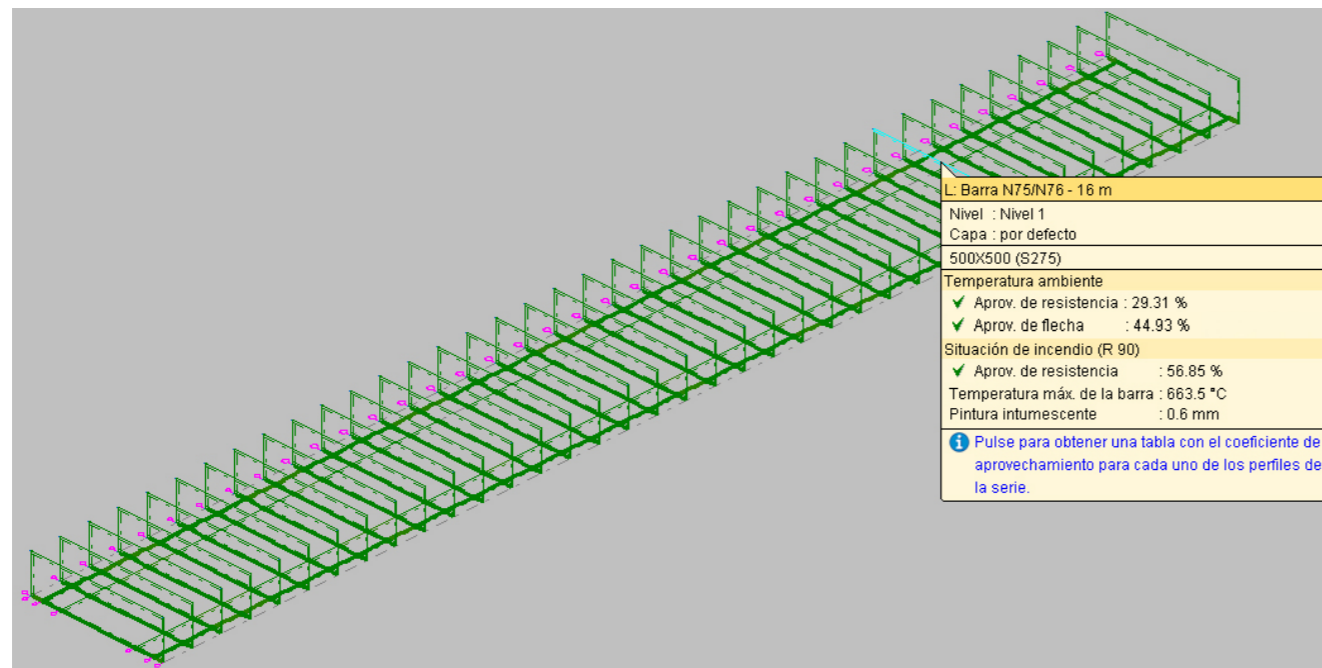 L: Barra N75/N76 - 16 m
Nivel : Nivel 1
Capa : por defecto
500X500 (S275)
Temperatura ambiente
✓ Aprov. de resistencia : 29.31 %
✓ Aprov. de flecha : 44.93 %
Situación de incendio (R 90)
✓ Aprov. de resistencia : 56.85 %
Temperatura máx. de la barra : 663.5 °C
Pintura intumescente : 0.6 mm
Pulse para obtener una tabla con el coeficiente de
aprovechamiento para cada uno de los perfiles de
la serie.